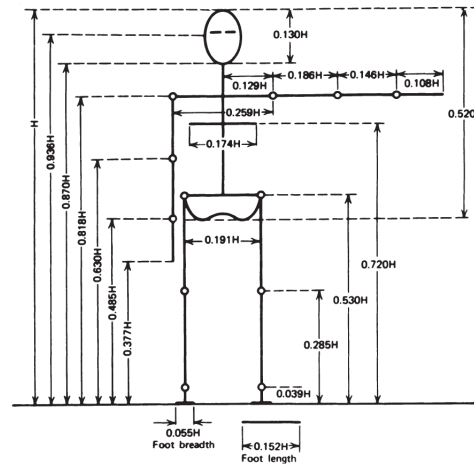 0.130H
0.129H
0.186H
0.146H
0.108H
0.259H
0.520
0.174H
H
0.936H
0.870H
0.818H
0.630H
0.485H
0.377H
0.191H
0.720H
0.530H
0.285H
0.039H
0.055H
Foot breadth
0.152H
Foot length